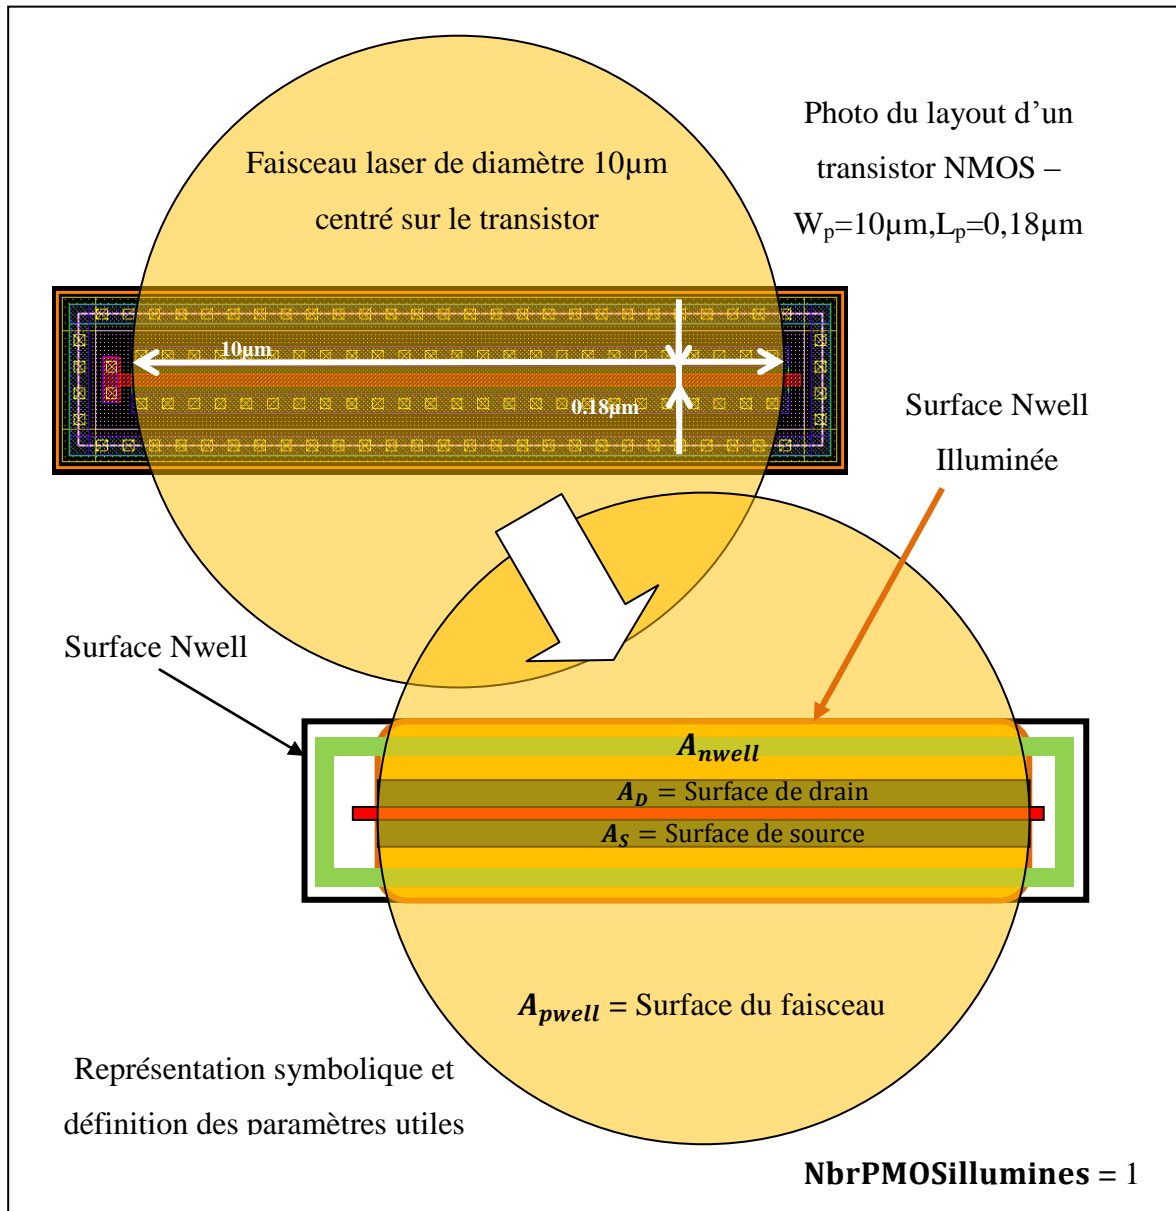 Photo du layout d'un
transistor NMOS –
Wp=10µm,Lp=0,18µm
Faisceau laser de diamètre 10µm
centré sur le transistor
10µm
0.18µm
Surface Nwell
Illuminée
Surface Nwell
Anwell
AD = Surface de drain
AS = Surface de source
Apwell = Surface du faisceau
Représentation symbolique et
définition des paramètres utiles
NbrPMOSillumines = 1